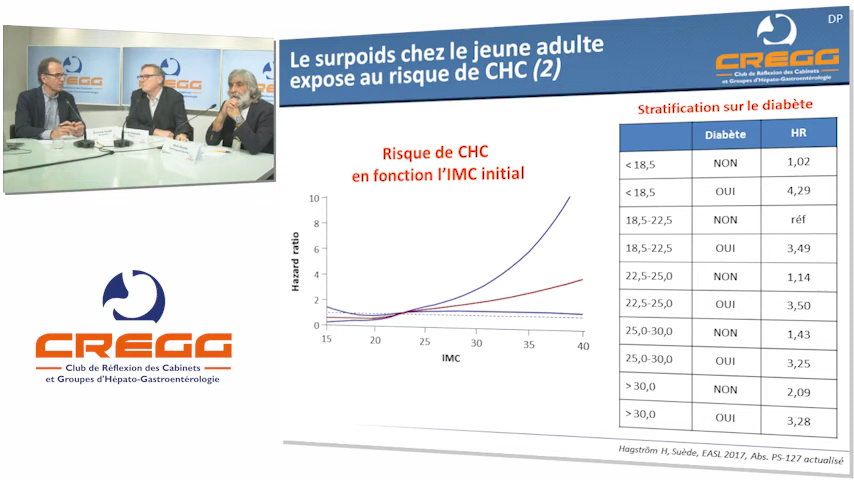 CREGG
DP
Le surpoids chez le jeune adulte
expose au risque de CHC (2)
CREGG
Club de Réflexion des Cabinets
et Groupes d'Hépato-Gastroentérologie
Risque de CHC
en fonction l'IMC initial
Hazard ratio
10
8
6
4
2
0
15 20 25 30 35 40
IMC
Stratification sur le diabète
Diabète HR
< 18,5 NON 1,02
< 18,5 OUI 4,29
18,5-22,5 NON réf
18,5-22,5 OUI 3,49
22,5-25,0 NON 1,14
22,5-25,0 OUI 3,50
25,0-30,0 NON 1,43
25,0-30,0 OUI 3,25
> 30,0 NON 2,09
> 30,0 OUI 3,28
Hagström H, Suède, EASL 2017, Abs. PS-127 actualisé
CREGG
Club de Réflexion des Cabinets
et Groupes d'Hépato-Gastroentérologie